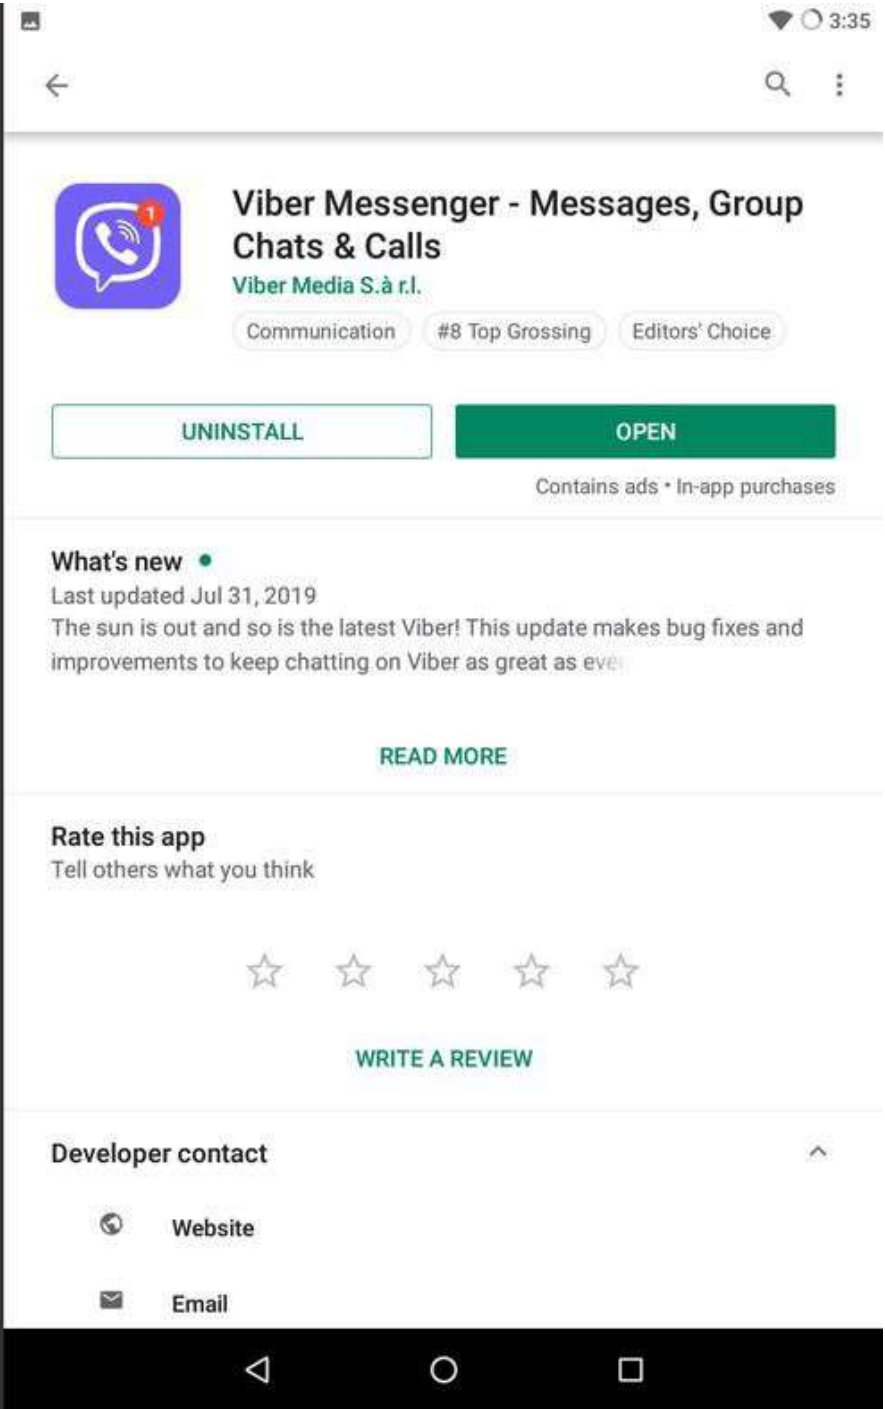 3:35
1
Viber Messenger - Messages, Group
Chats & Calls
Viber Media S.à r.l.
Communication #8 Top Grossing Editors' Choice
UNINSTALL OPEN
Contains ads • In-app purchases
What's new
Last updated Jul 31, 2019
The sun is out and so is the latest Viber! This update makes bug fixes and
improvements to keep chatting on Viber as great as eve
READ MORE
Rate this app
Tell others what you think
WRITE A REVIEW
Developer contact
Website
Email